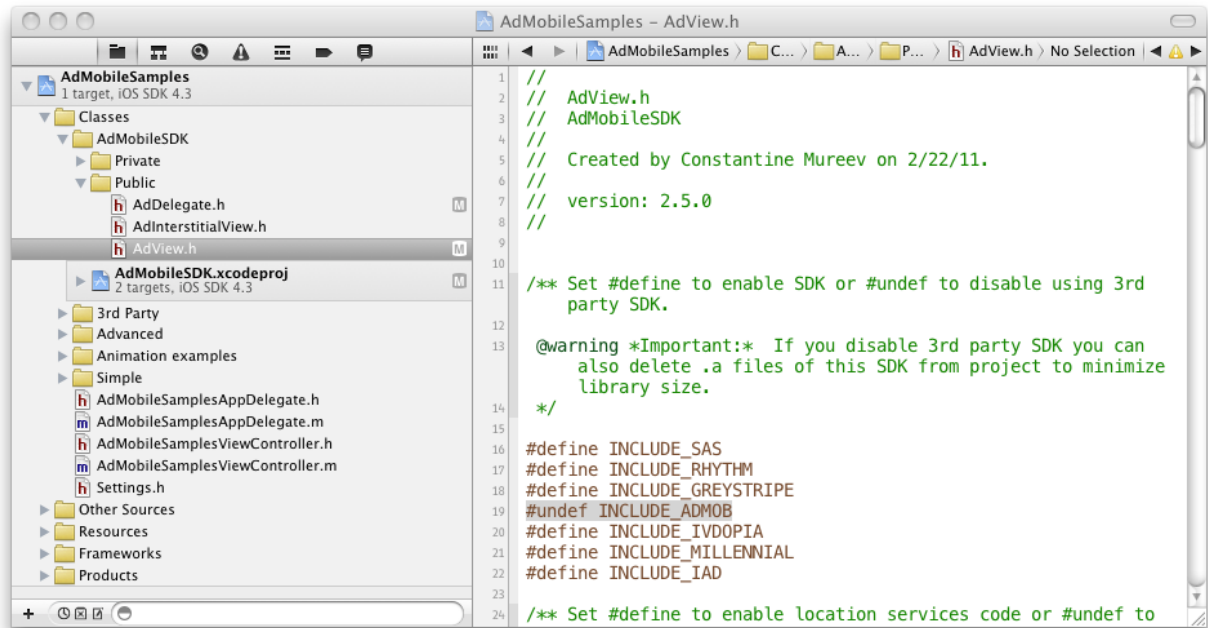 AdMobileSamples – AdView.h
AdMobileSamples C... A... P... h AdView.h No Selection
AdMobileSamples
1 target, iOS SDK 4.3
Classes
AdMobileSDK
Private
Public
h AdDelegate.h M
h AdInterstitialView.h
h AdView.h M
AdMobileSDK.xcodeproj M
2 targets, iOS SDK 4.3
3rd Party
Advanced
Animation examples
Simple
h AdMobileSamplesAppDelegate.h
m AdMobileSamplesAppDelegate.m
h AdMobileSamplesViewController.h
m AdMobileSamplesViewController.m
h Settings.h
Other Sources
Resources
Frameworks
Products
1 //
2 // AdView.h
3 // AdMobileSDK
4 //
5 // Created by Constantine Mureev on 2/22/11.
6 //
7 // version: 2.5.0
8 //
9
10
11 /** Set #define to enable SDK or #undef to disable using 3rd
party SDK.
12
13 @warning *Important:* If you disable 3rd party SDK you can
also delete .a files of this SDK from project to minimize
library size.
14 */
15
16 #define INCLUDE_SAS
17 #define INCLUDE_RHYTHM
18 #define INCLUDE_GREYSTRIPE
19 #undef INCLUDE_ADMOB
20 #define INCLUDE_IVDOPIA
21 #define INCLUDE_MILLENNIAL
22 #define INCLUDE_IAD
23
24 /** Set #define to enable location services code or #undef to